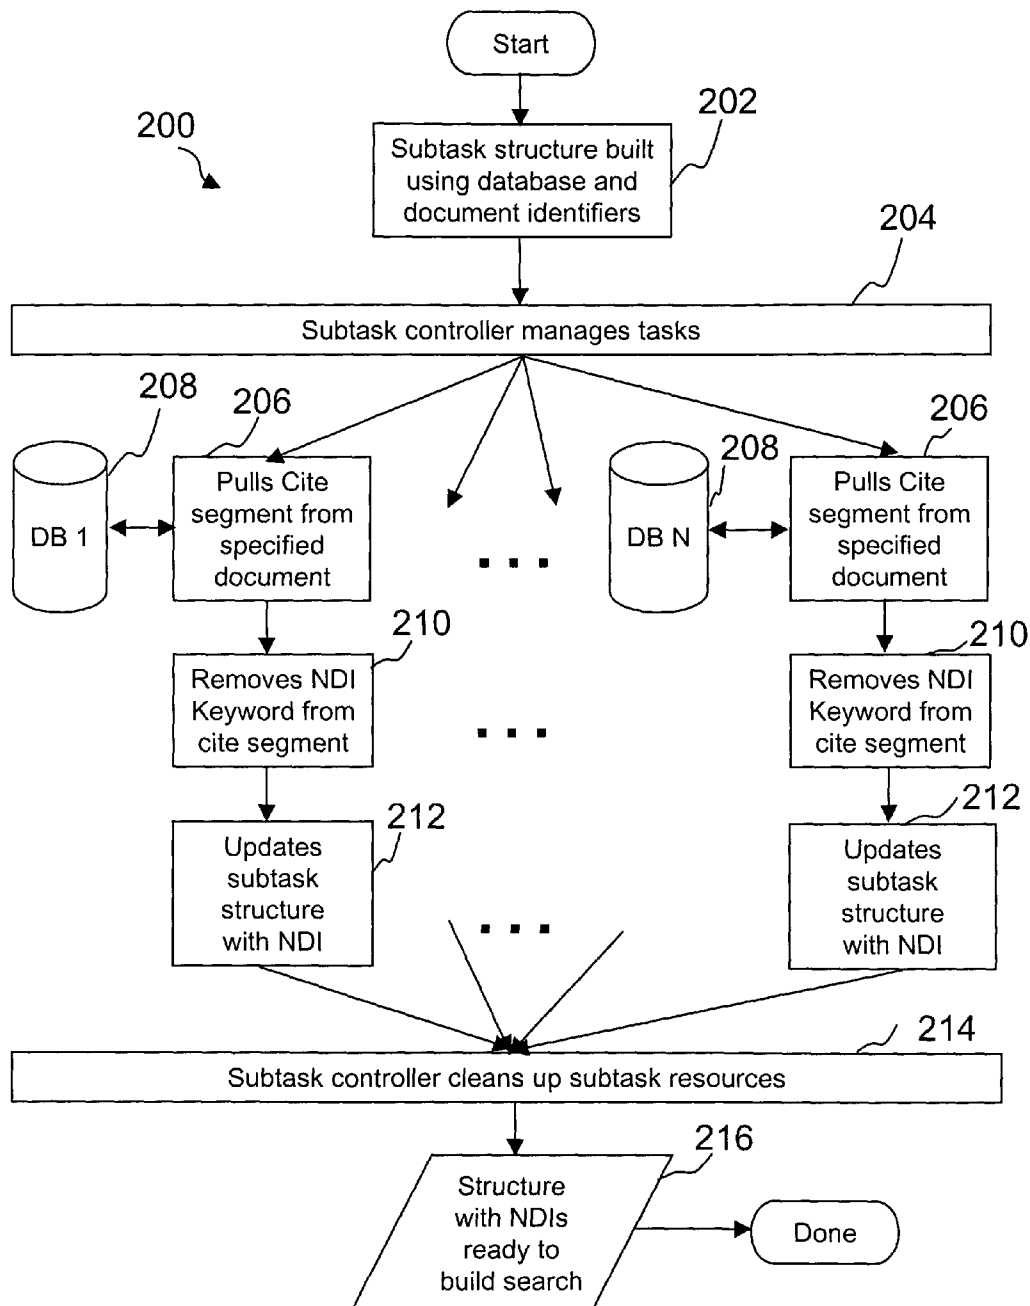 Start
202
200
Subtask structure built
using database and
document identifiers
204
Subtask controller manages tasks
208
206
206
208
DB 1
Pulls Cite
segment from
specified
document
. . .
DB N
Pulls Cite
segment from
specified
document
210
210
Removes NDI
Keyword from
cite segment
. . .
Removes NDI
Keyword from
cite segment
212
212
Updates
subtask
structure
with NDI
. . .
Updates
subtask
structure
with NDI
214
Subtask controller cleans up subtask resources
216
Structure
with NDIs
ready to
build search
Done